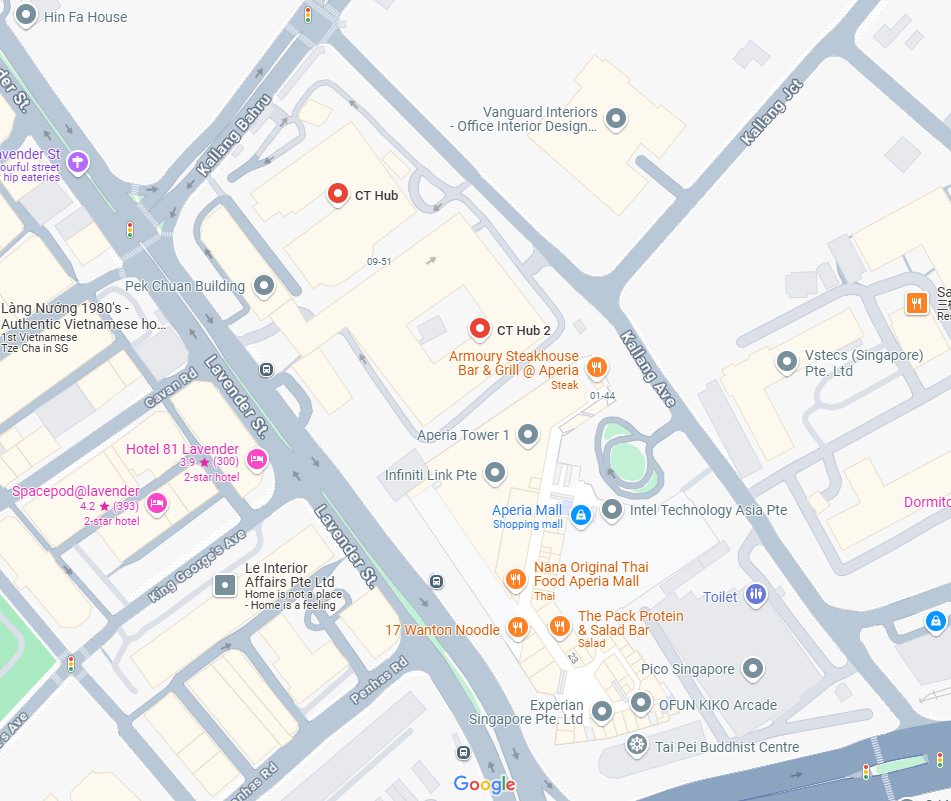 Hin Fa House
der St.
Kallang Bahru
Vanguard Interiors
- Office Interior Design...
Kallang Jct
avender St
ourful street
hip eateries
CT Hub
09-51
Pek Chuan Building
Làng Nướng 1980's -
Authentic Vietnamese ho...
1st Vietnamese
Tze Cha in SG
CT Hub 2
Armoury Steakhouse
Bar & Grill @ Aperia
Steak
01-44
Kallang Ave
Sa
Res
Vstecs (Singapore)
Pte. Ltd
Cavan Rd
Lavender St.
Aperia Tower 1
Hotel 81 Lavender
3.9 ★ (300)
2-star hotel
Infiniti Link Pte
Spacepod@lavender
4.2 ★ (393)
2-star hotel
Aperia Mall
Shopping mall
Intel Technology Asia Pte
Dormito
Lavender St.
King George's Ave
Le Interior
Affairs Pte Ltd
Home is not a place
- Home is a feeling
Nana Original Thai
Food Aperia Mall
Thai
Toilet
17 Wanton Noodle
The Pack Protein
& Salad Bar
Salad
23
Penhas Rd
Pico Singapore
Experian
Singapore Pte. Ltd
OFUN KIKO Arcade
Tai Pei Buddhist Centre
's Ave
enhas Rd
Google